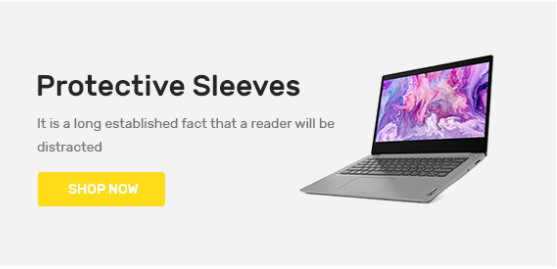 Protective Sleeves
It is a long established fact that a reader will be
distracted
SHOP NOW